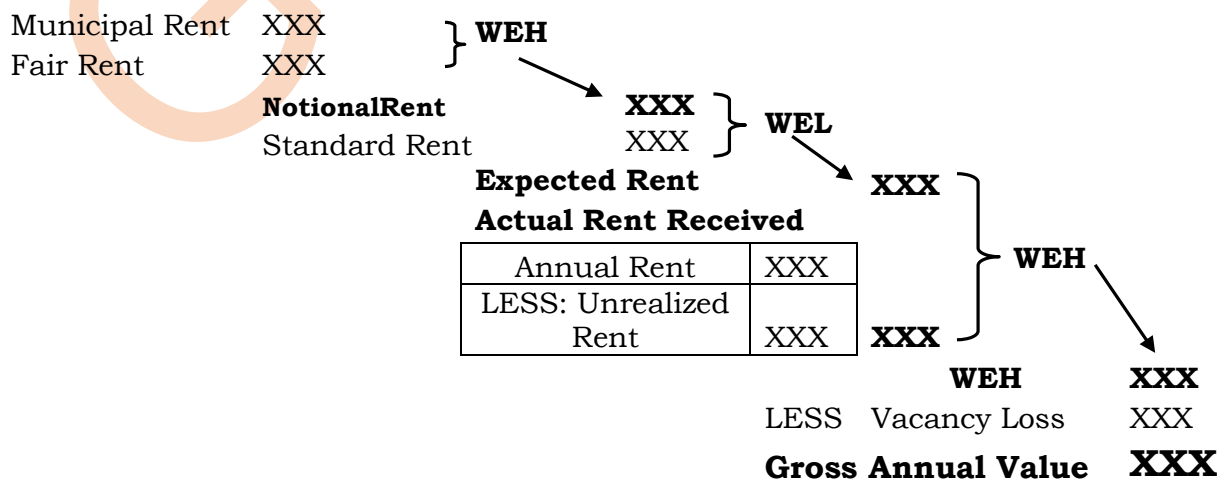 Municipal Rent XXX WEH
Fair Rent XXX
NotionalRent XXX WEL
Standard Rent XXX
Expected Rent XXX
Actual Rent Received
Annual Rent XXX WEH
LESS: Unrealized
Rent XXX XXX
WEH XXX
LESS Vacancy Loss XXX
Gross Annual Value XXX